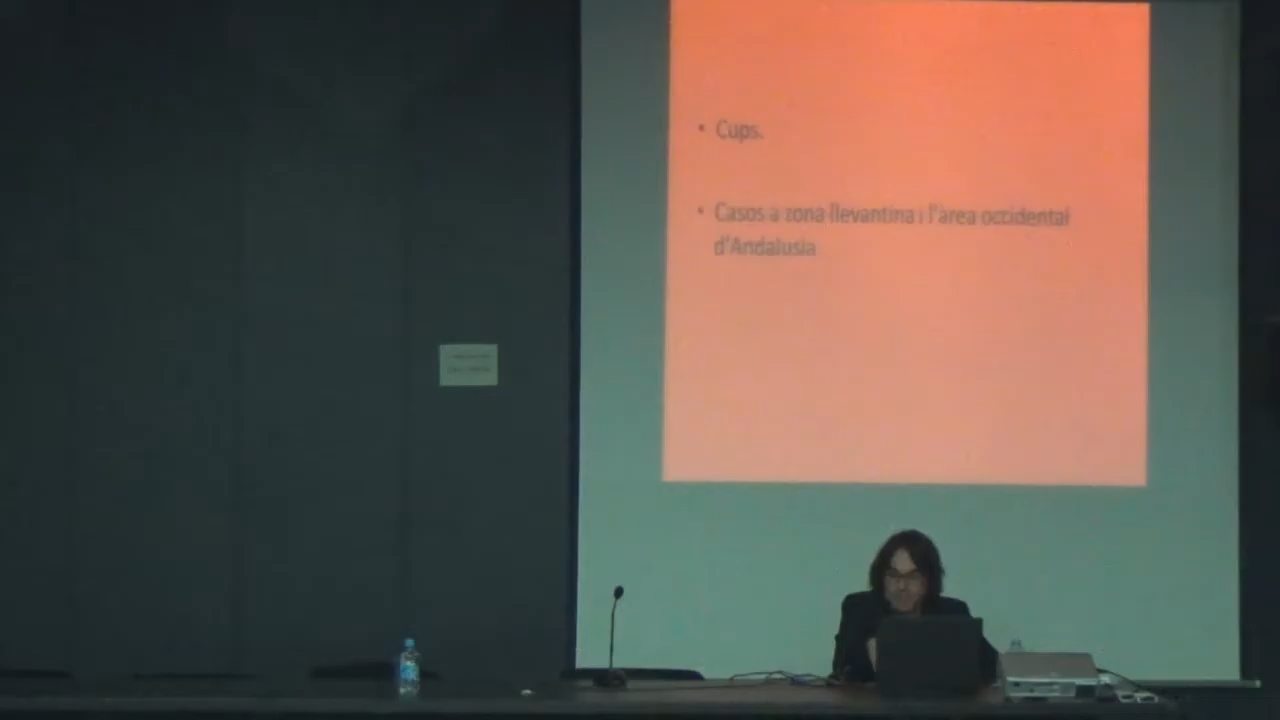 • Cups.
• Casos a zona llevantina i l'àrea occidental
d'Andalusia